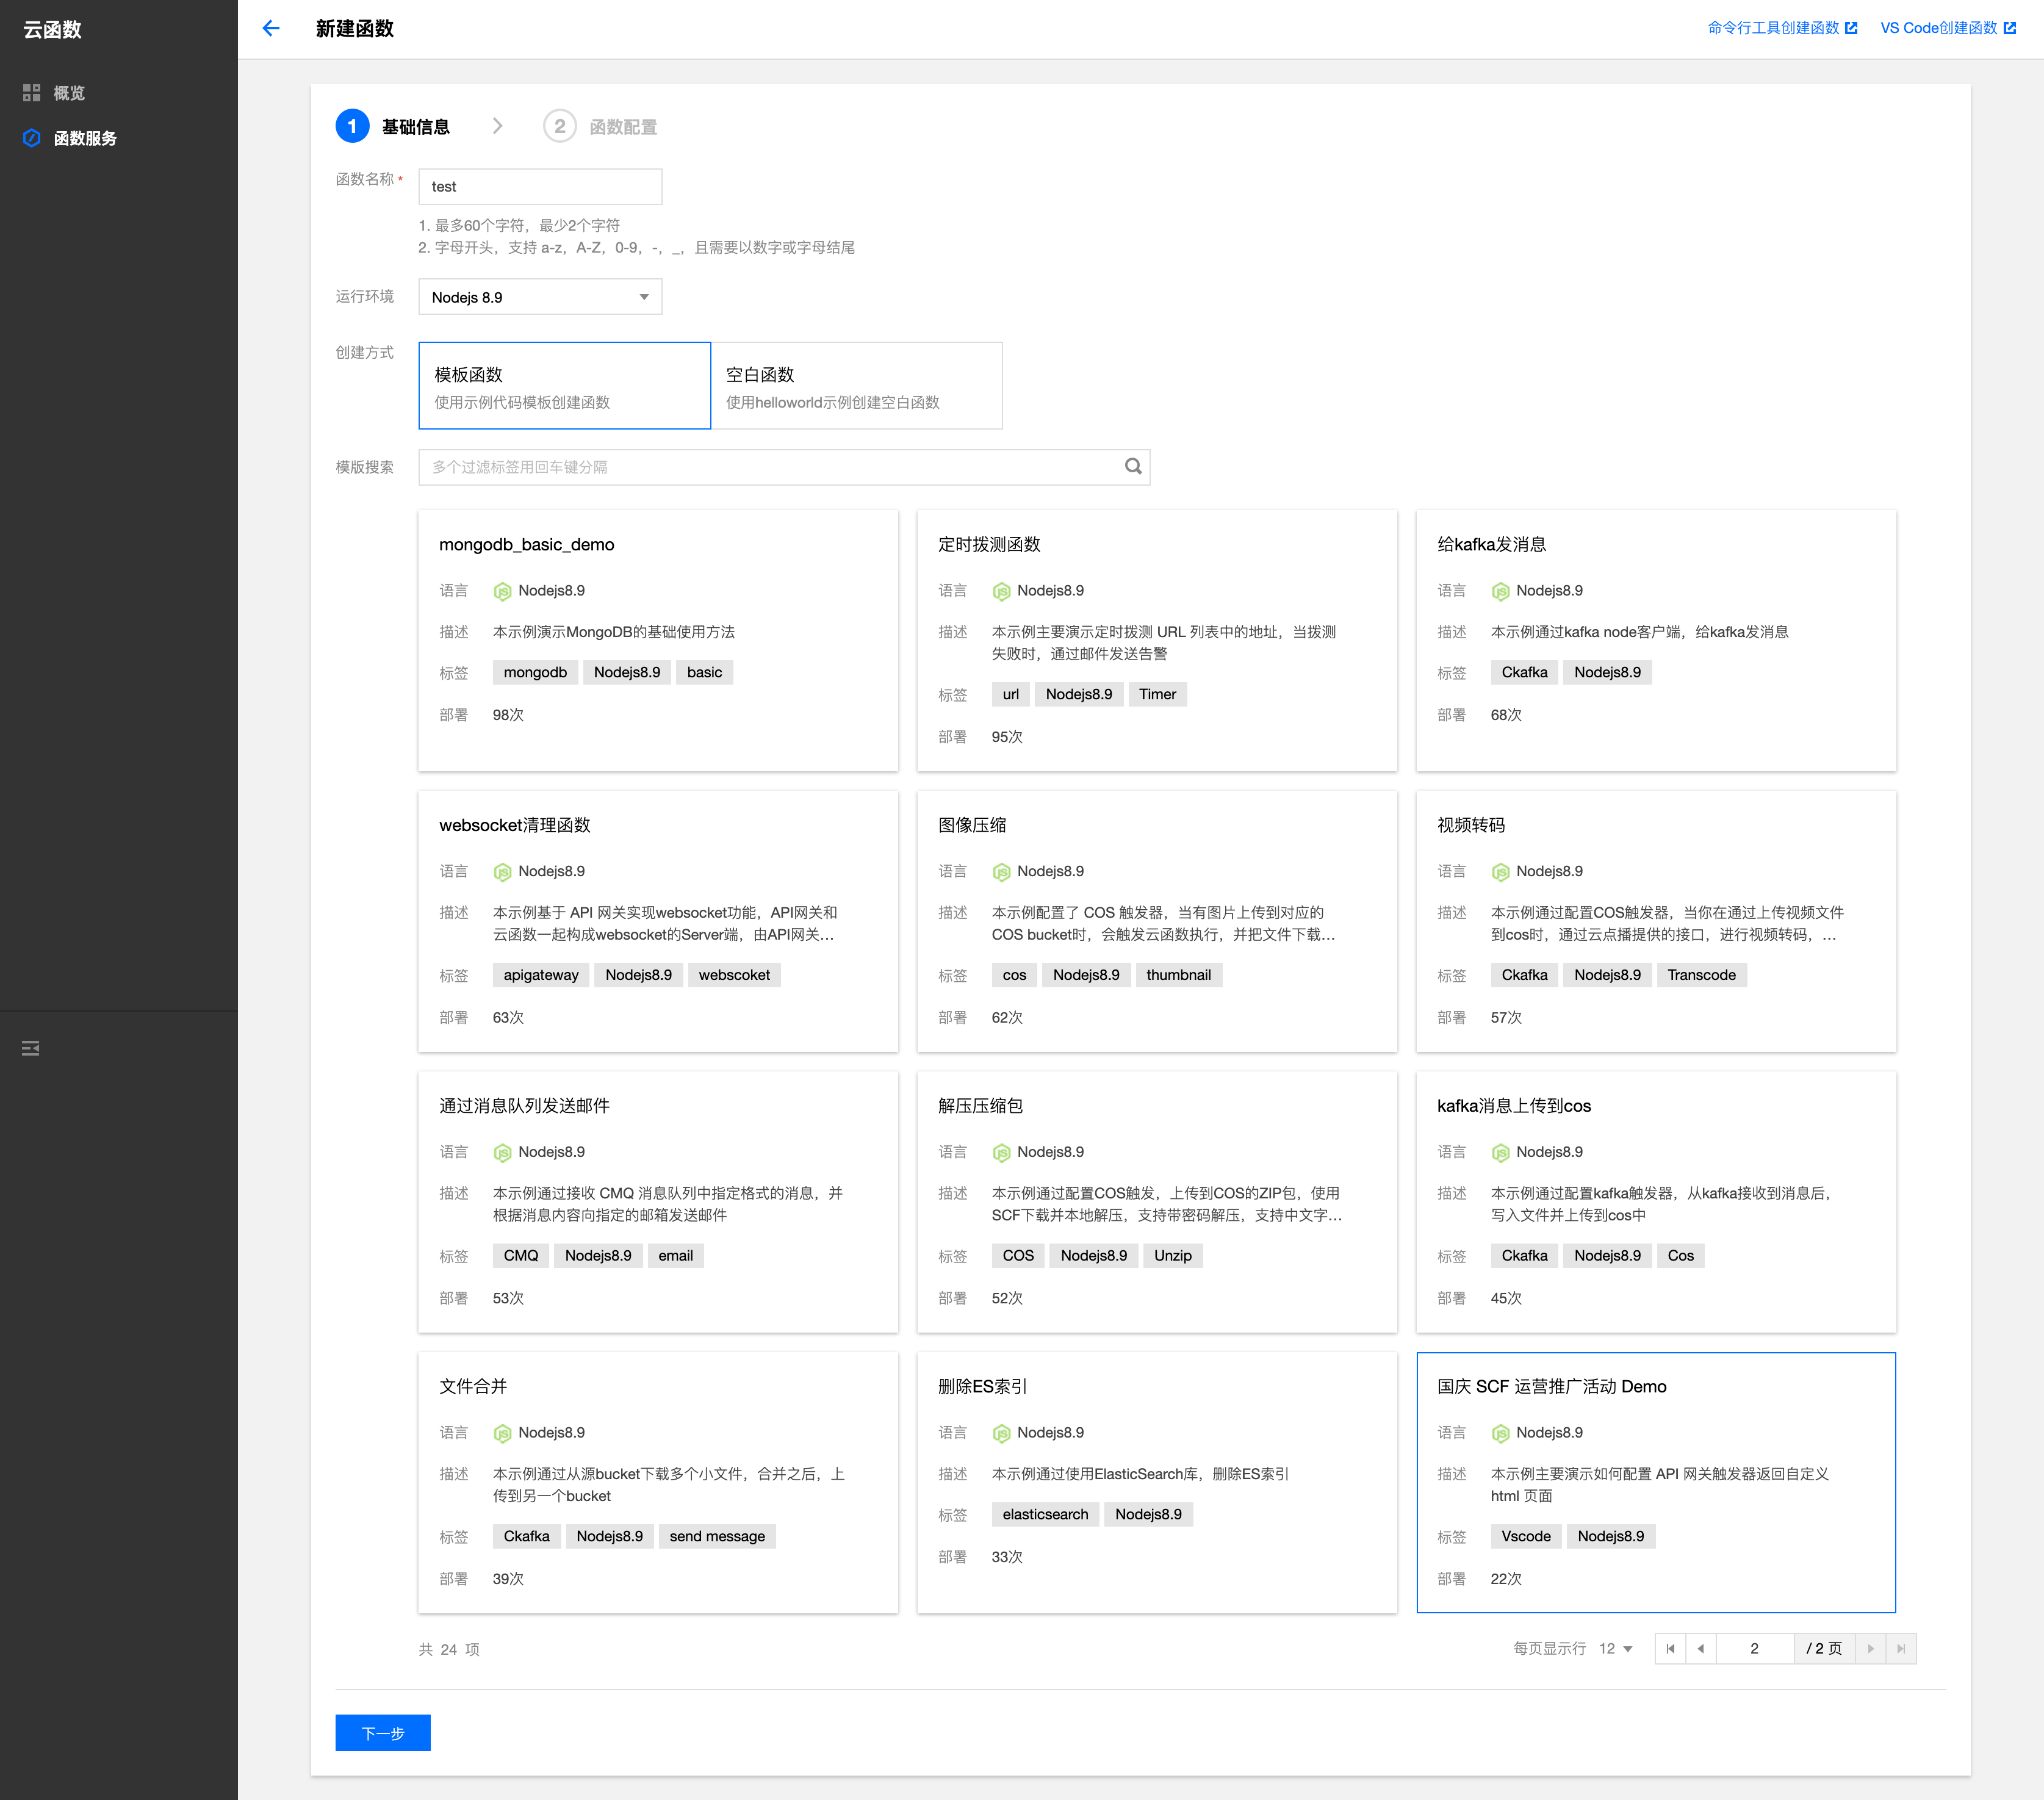 云函数
概览
函数服务
新建函数
命令行工具创建函数
VS Code创建函数
1 基础信息
2 函数配置
函数名称 *
test
1. 最多60个字符，最少2个字符
2. 字母开头，支持 a-z，A-Z，0-9，-，_，且需要以数字或字母结尾
运行环境
Nodejs 8.9
创建方式
模板函数
使用示例代码模板创建函数
空白函数
使用helloworld示例创建空白函数
模版搜索
多个过滤标签用回车键分隔
mongodb_basic_demo
语言 Nodejs8.9
描述 本示例演示MongoDB的基础使用方法
标签 mongodb Nodejs8.9 basic
部署 98次
定时拨测函数
语言 Nodejs8.9
描述 本示例主要演示定时拨测 URL 列表中的地址，当拨测
失败时，通过邮件发送告警
标签 url Nodejs8.9 Timer
部署 95次
给kafka发消息
语言 Nodejs8.9
描述 本示例通过kafka node客户端，给kafka发消息
标签 Ckafka Nodejs8.9
部署 68次
websocket清理函数
语言 Nodejs8.9
描述 本示例基于 API 网关实现websocket功能，API网关和
云函数一起构成websocket的Server端，由API网关...
标签 apigateway Nodejs8.9 webscoket
部署 63次
图像压缩
语言 Nodejs8.9
描述 本示例配置了 COS 触发器，当有图片上传到对应的
COS bucket时，会触发云函数执行，并把文件下载...
标签 cos Nodejs8.9 thumbnail
部署 62次
视频转码
语言 Nodejs8.9
描述 本示例通过配置COS触发器，当你在通过上传视频文件
到cos时，通过云点播提供的接口，进行视频转码，...
标签 Ckafka Nodejs8.9 Transcode
部署 57次
通过消息队列发送邮件
语言 Nodejs8.9
描述 本示例通过接收 CMQ 消息队列中指定格式的消息，并
根据消息内容向指定的邮箱发送邮件
标签 CMQ Nodejs8.9 email
部署 53次
解压压缩包
语言 Nodejs8.9
描述 本示例通过配置COS触发，上传到COS的ZIP包，使用
SCF下载并本地解压，支持带密码解压，支持中文字...
标签 COS Nodejs8.9 Unzip
部署 52次
kafka消息上传到cos
语言 Nodejs8.9
描述 本示例通过配置kafka触发器，从kafka接收到消息后，
写入文件并上传到cos中
标签 Ckafka Nodejs8.9 Cos
部署 45次
文件合并
语言 Nodejs8.9
描述 本示例通过从源bucket下载多个小文件，合并之后，上
传到另一个bucket
标签 Ckafka Nodejs8.9 send message
部署 39次
删除ES索引
语言 Nodejs8.9
描述 本示例通过使用ElasticSearch库，删除ES索引
标签 elasticsearch Nodejs8.9
部署 33次
国庆 SCF 运营推广活动 Demo
语言 Nodejs8.9
描述 本示例主要演示如何配置 API 网关触发器返回自定义
html 页面
标签 Vscode Nodejs8.9
部署 22次
共 24 项
每页显示行 12
2 / 2 页
下一步